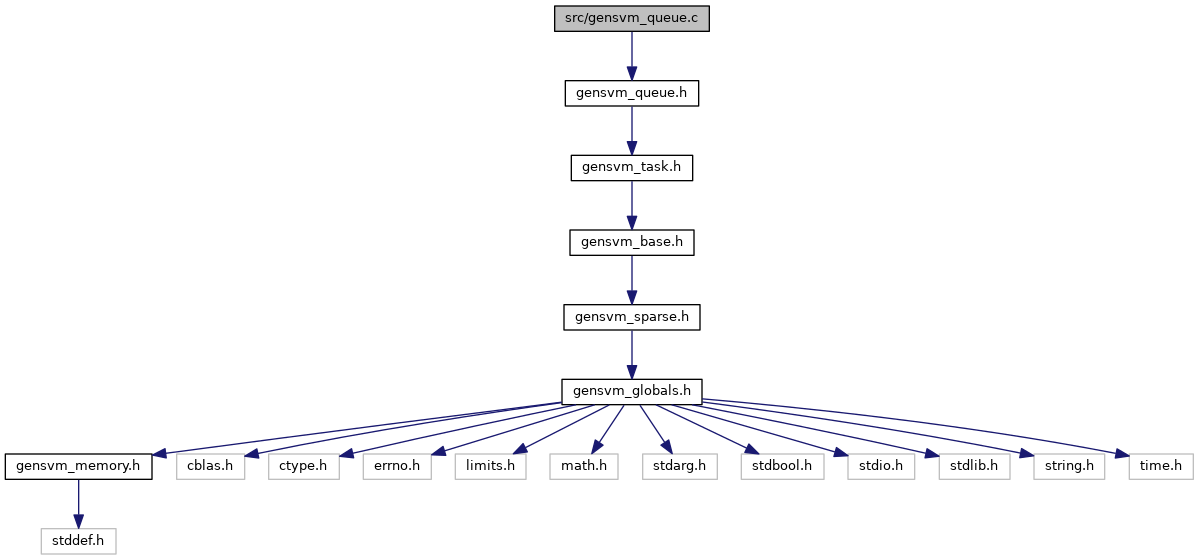 src/gensvm_queue.c
gensvm_queue.h
gensvm_task.h
gensvm_base.h
gensvm_sparse.h
gensvm_globals.h
gensvm_memory.h
cblas.h
ctype.h
errno.h
limits.h
math.h
stdarg.h
stdbool.h
stdio.h
stdlib.h
string.h
time.h
stddef.h